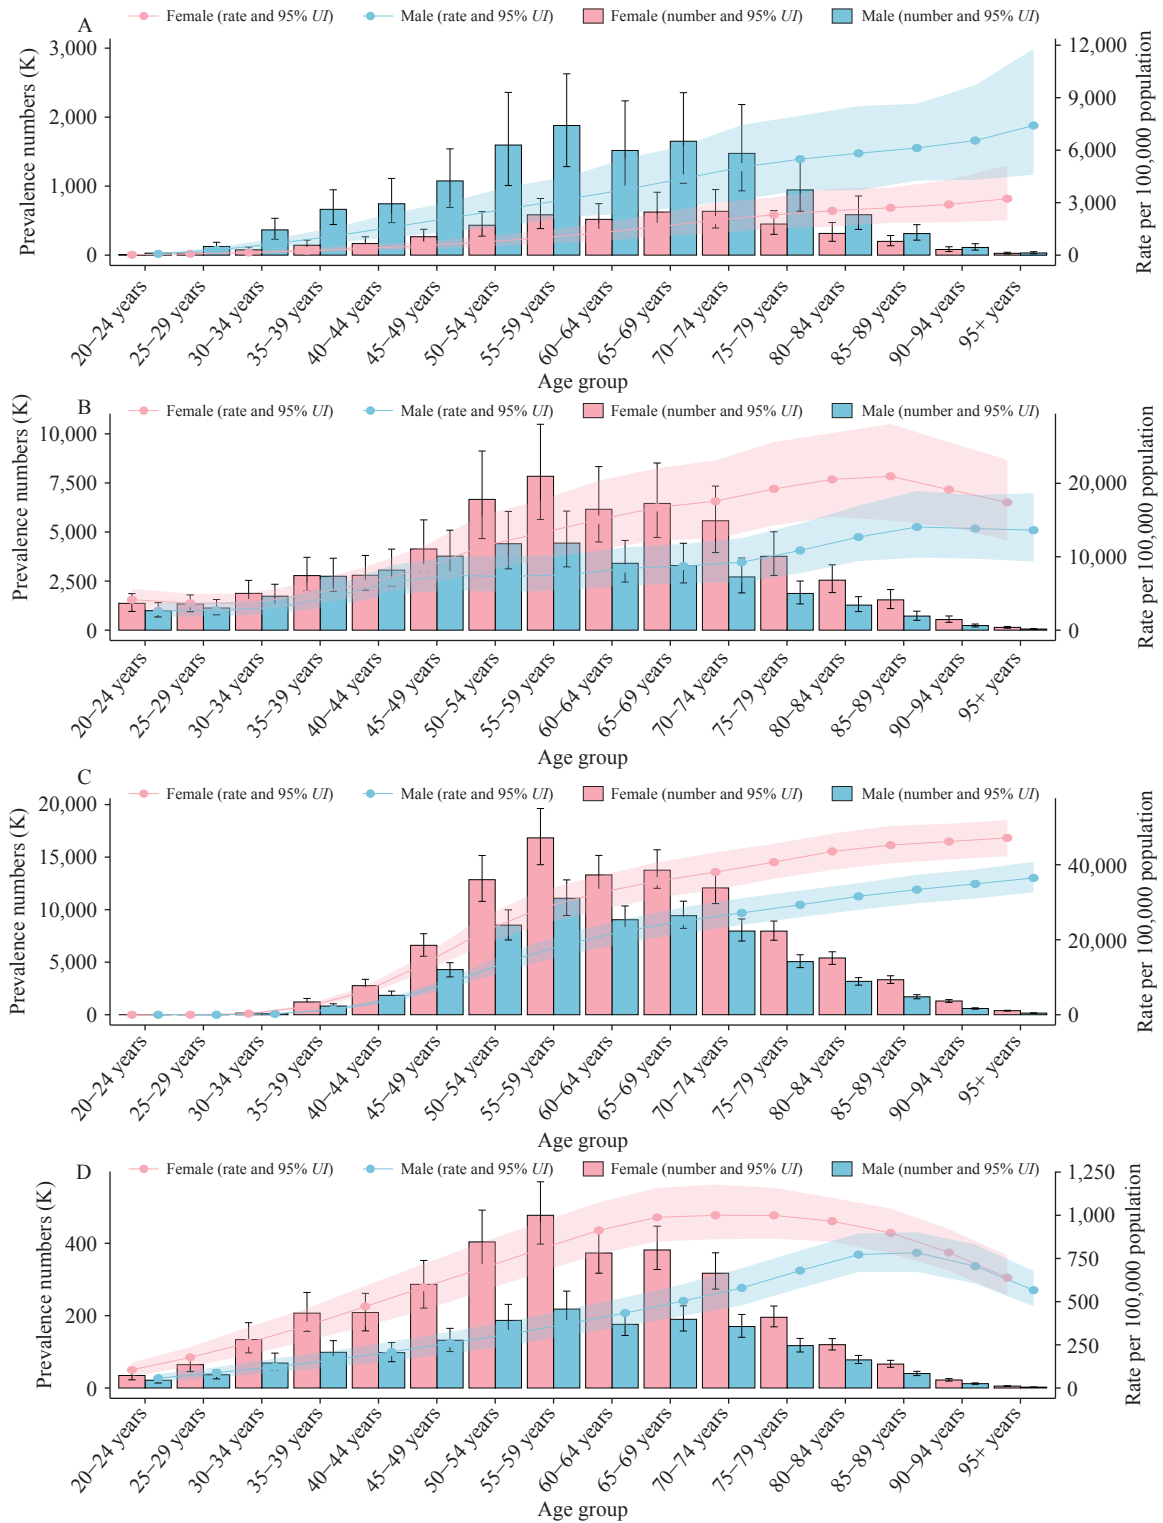 A
Female (rate and 95% UI) Male (rate and 95% UI) Female (number and 95% UI) Male (number and 95% UI)
Prevalence numbers (K)
3,000
2,000
1,000
0
12,000
9,000
6,000
3,000
0
Rate per 100,000 population
20−24 years
25−29 years
30−34 years
35−39 years
40−44 years
45−49 years
50−54 years
55−59 years
60−64 years
65−69 years
70−74 years
75−79 years
80−84 years
85−89 years
90−94 years
95+ years
Age group
B
Female (rate and 95% UI) Male (rate and 95% UI) Female (number and 95% UI) Male (number and 95% UI)
Prevalence numbers (K)
10,000
7,500
5,000
2,500
0
20,000
10,000
0
Rate per 100,000 population
20−24 years
25−29 years
30−34 years
35−39 years
40−44 years
45−49 years
50−54 years
55−59 years
60−64 years
65−69 years
70−74 years
75−79 years
80−84 years
85−89 years
90−94 years
95+ years
Age group
C
Female (rate and 95% UI) Male (rate and 95% UI) Female (number and 95% UI) Male (number and 95% UI)
Prevalence numbers (K)
20,000
15,000
10,000
5,000
0
40,000
20,000
0
Rate per 100,000 population
20−24 years
25−29 years
30−34 years
35−39 years
40−44 years
45−49 years
50−54 years
55−59 years
60−64 years
65−69 years
70−74 years
75−79 years
80−84 years
85−89 years
90−94 years
95+ years
Age group
D
Female (rate and 95% UI) Male (rate and 95% UI) Female (number and 95% UI) Male (number and 95% UI)
Prevalence numbers (K)
400
200
0
1,250
1,000
750
500
250
0
Rate per 100,000 population
20−24 years
25−29 years
30−34 years
35−39 years
40−44 years
45−49 years
50−54 years
55−59 years
60−64 years
65−69 years
70−74 years
75−79 years
80−84 years
85−89 years
90−94 years
95+ years
Age group